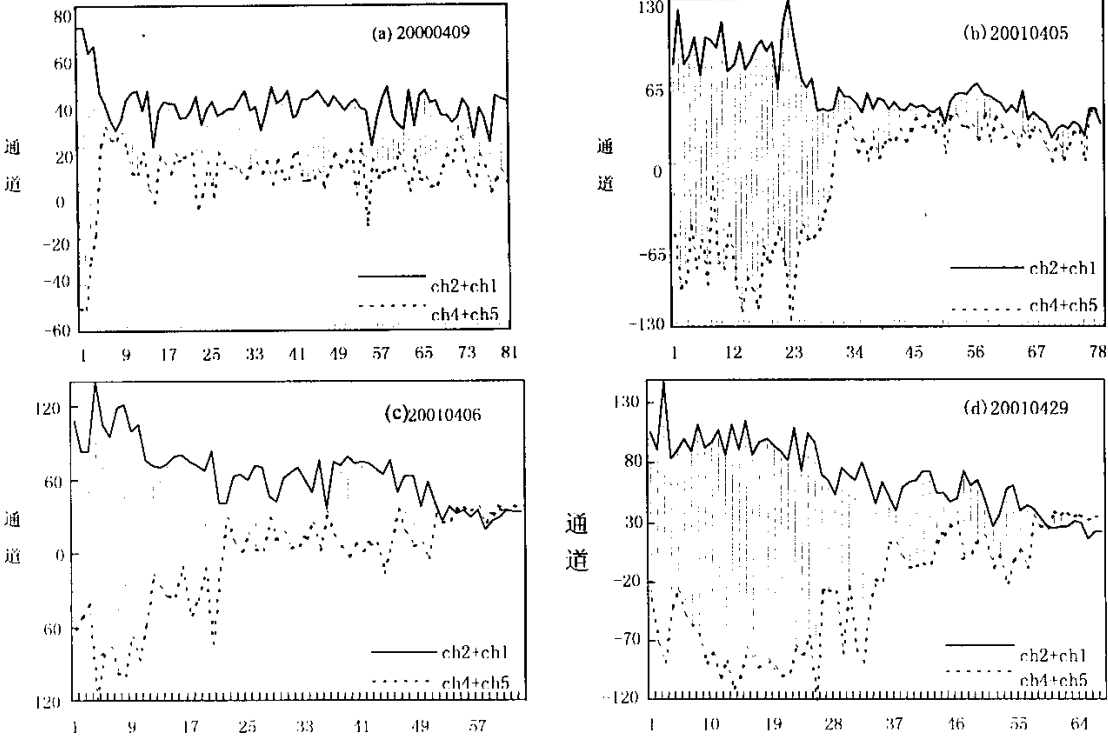 (a) 20000409
80
60
40
20
0
-20
-40
-60
通道
ch2+ch1
ch4+ch5
1 9 17 25 33 41 49 57 65 73 81
(b) 20010405
130
65
0
-65
-130
通道
ch2+ch1
ch4+ch5
1 12 23 34 45 56 67 78
(c)20010406
120
60
0
60
120
通道
ch2+ch1
ch4+ch5
1 9 17 25 33 41 49 57
(d) 20010429
130
80
30
-20
-70
-120
通道
ch2+ch1
ch4+ch5
1 10 19 28 37 46 55 64